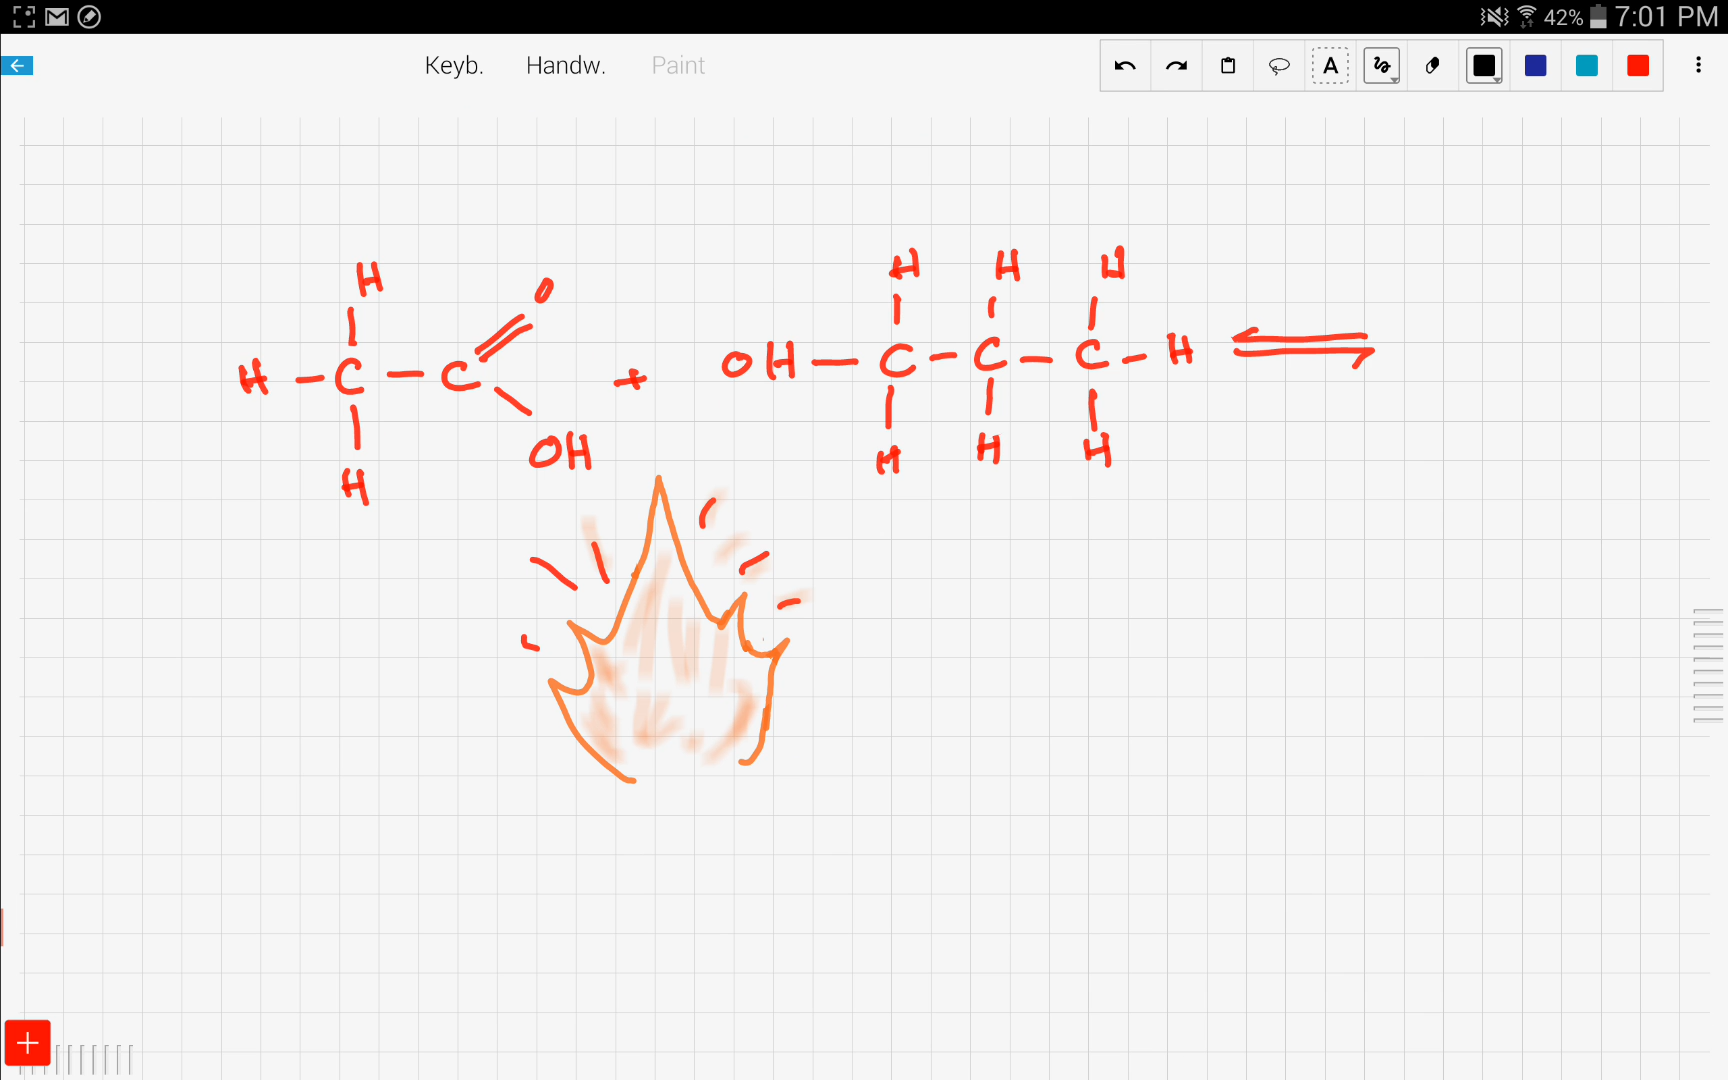 42% 7:01 PM
Keyb. Handw. Paint A
H H H H
O
OH C C C H
H C C +
OH
H H H H